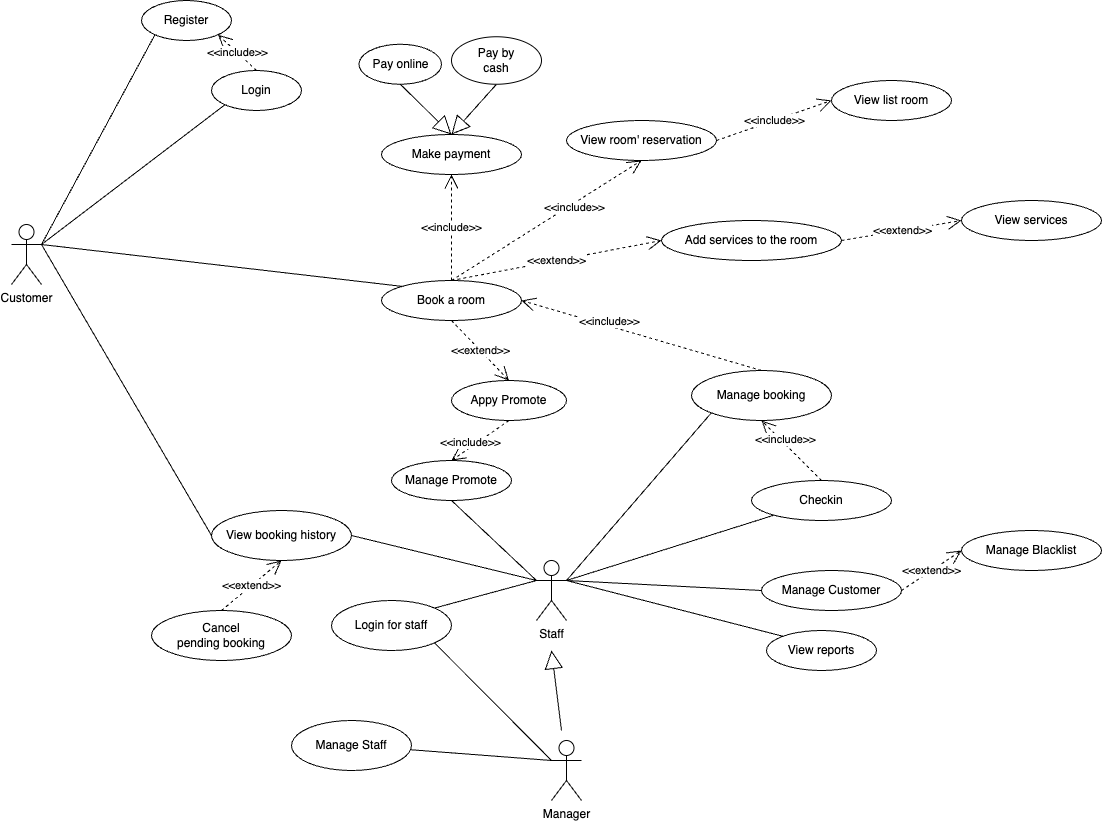 Register
<<include>>
Login
Pay online
Pay by
cash
Make payment
View list room
<<include>>
View room' reservation
<<include>>
<<include>>
View services
<<extend>>
Add services to the room
<<extend>>
Customer
Book a room
<<include>>
<<extend>>
Appy Promote
<<include>>
Manage Promote
Manage booking
<<include>>
Checkin
View booking history
<<extend>>
Cancel
pending booking
Login for staff
Staff
Manage Blacklist
<<extend>>
Manage Customer
View reports
Manage Staff
Manager